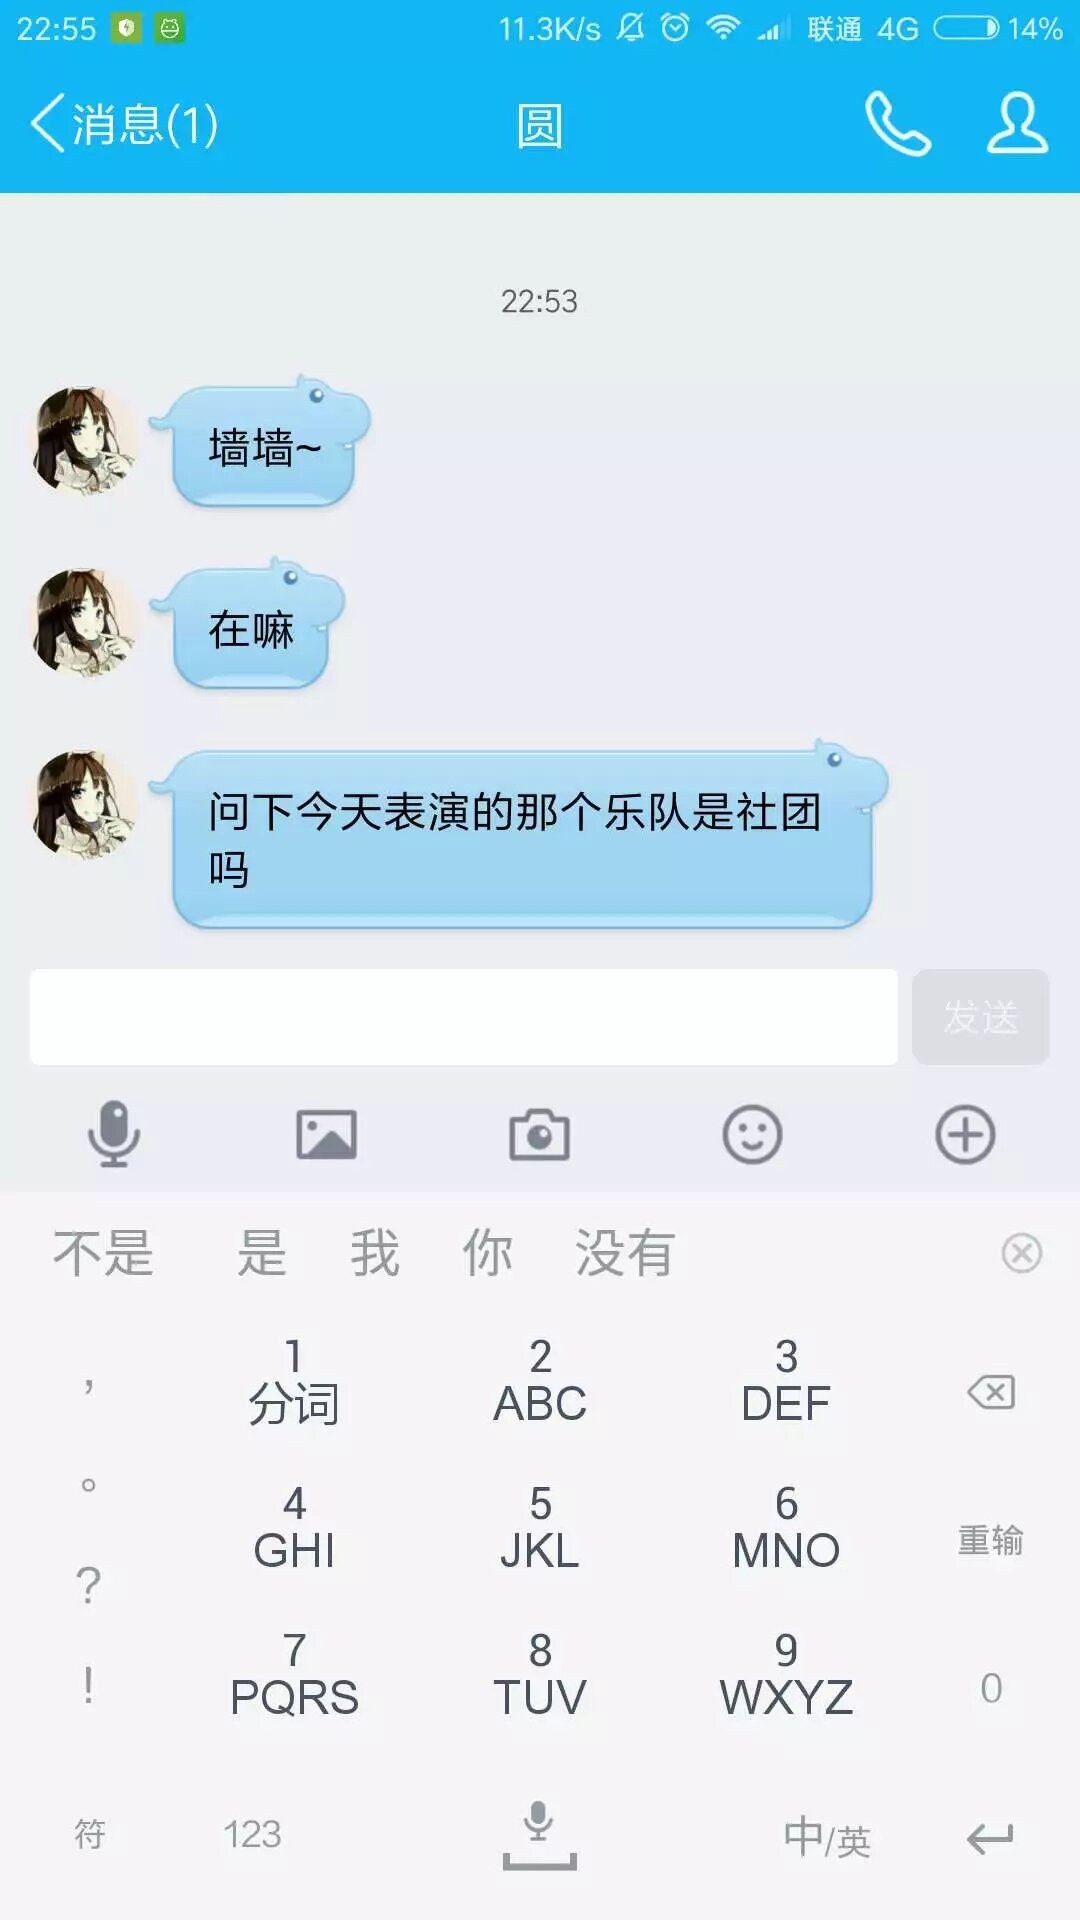 22:55 11.3K/s 联通 4G 14%
消息(1) 圆
22:53
墙墙~
在嘛
问下今天表演的那个乐队是社团
吗
发送
不是 是 我 你 没有
， 1 2 3
分词 ABC DEF
。 4 5 6
GHI JKL MNO 重输
?
! 7 8 9
PQRS TUV WXYZ 0
符 123 中/英